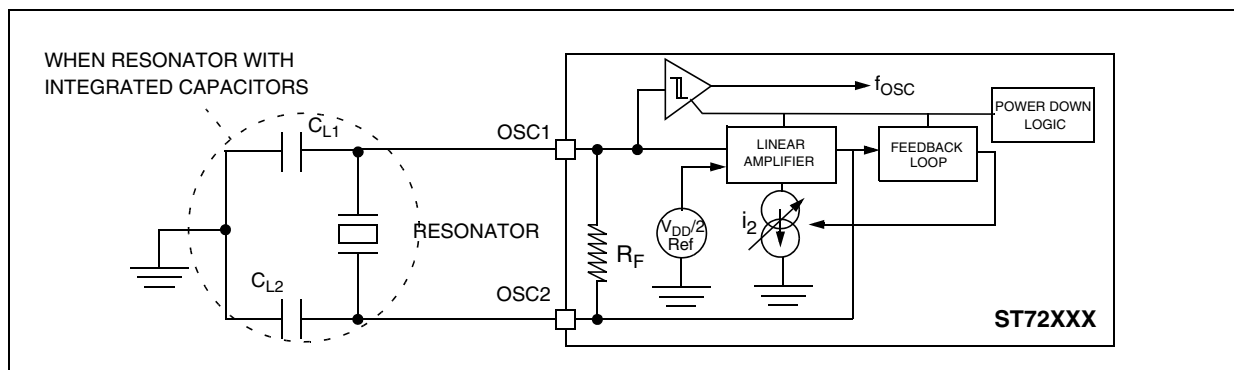 WHEN RESONATOR WITH
INTEGRATED CAPACITORS
CL1
OSC1
fOSC
POWER DOWN
LOGIC
LINEAR
AMPLIFIER
FEEDBACK
LOOP
RESONATOR
RF
VDD/2
Ref
i2
CL2
OSC2
ST72XXX